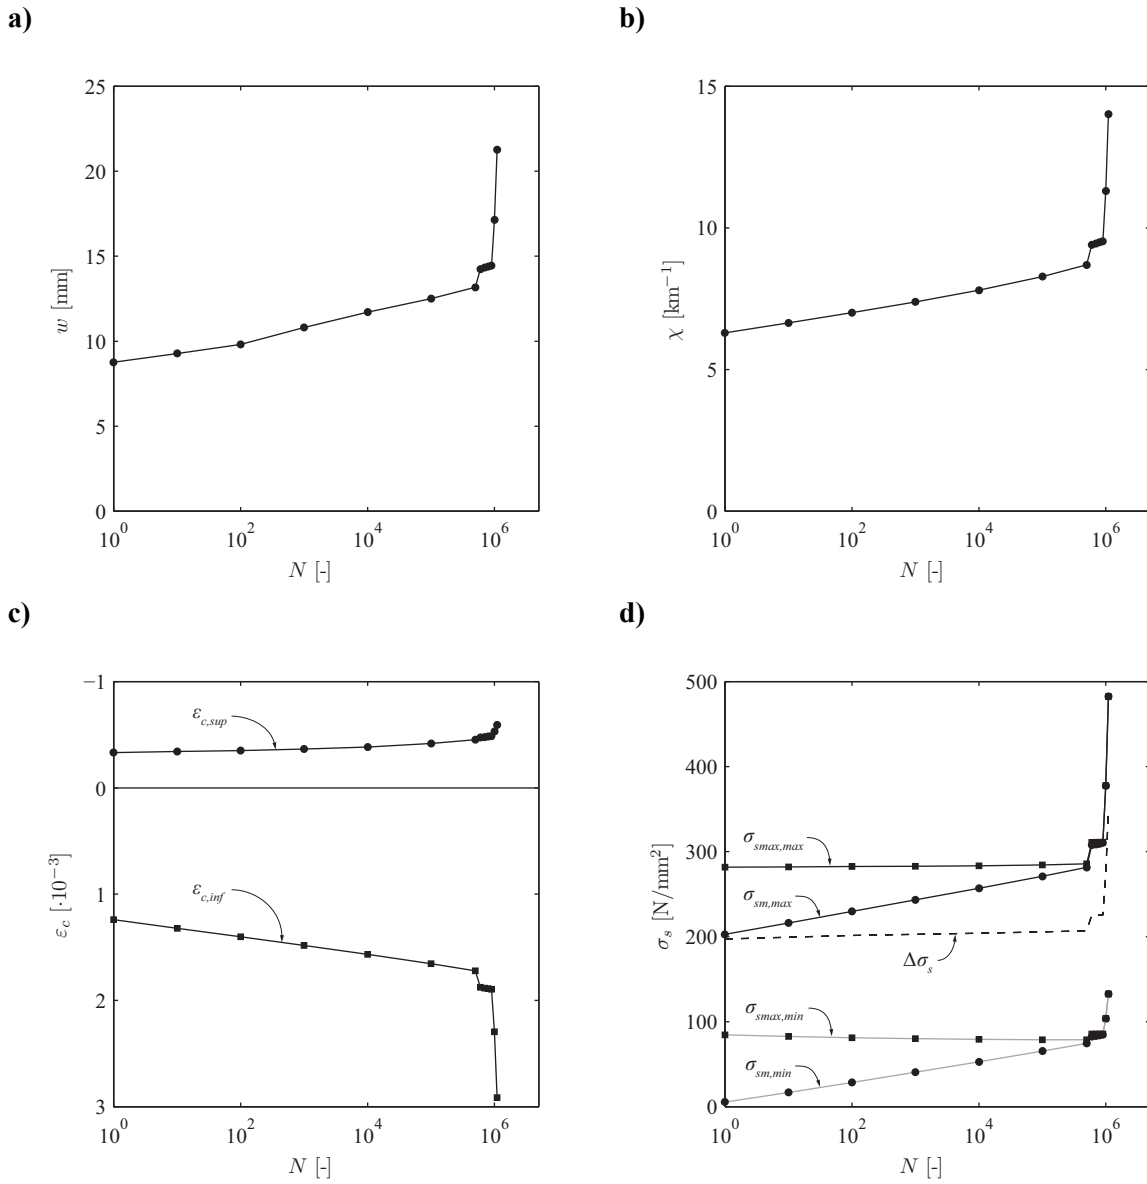 a)
25
20
15
10
5
0
w [mm]
10^0
10^2
10^4
10^6
N [-]
b)
15
10
5
0
χ [km^−1]
10^0
10^2
10^4
10^6
N [-]
c)
−1
0
1
2
3
ε_c [·10^−3]
ε_c,sup
ε_c,inf
10^0
10^2
10^4
10^6
N [-]
d)
500
400
300
200
100
0
σ_s [N/mm^2]
σ_smax,max
σ_sm,max
Δσ_s
σ_smax,min
σ_sm,min
10^0
10^2
10^4
10^6
N [-]